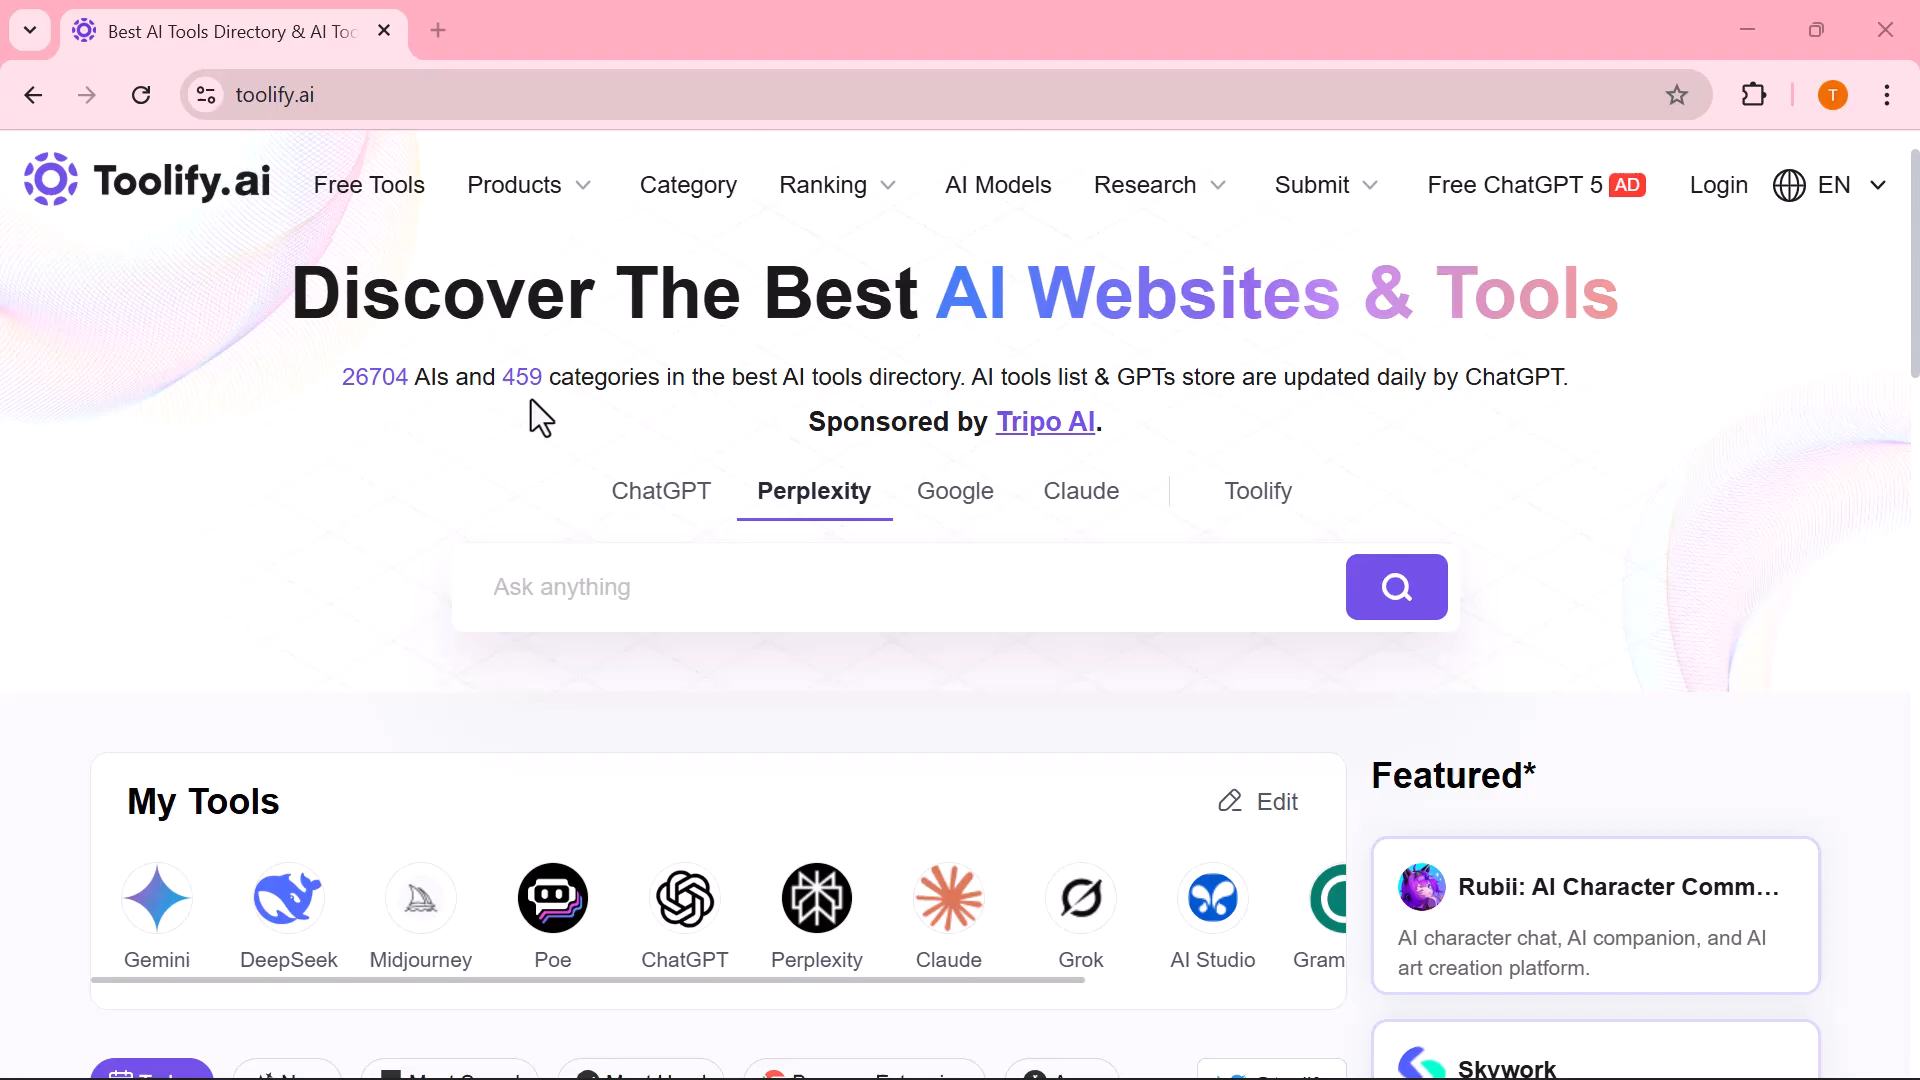 Best AI Tools Directory & AI Too
toolify.ai
T
Toolify.ai
Free Tools
Products
Category
Ranking
AI Models
Research
Submit
Free ChatGPT 5 AD
Login
EN
Discover The Best AI Websites & Tools
26704 AIs and 459 categories in the best AI tools directory. AI tools list & GPTs store are updated daily by ChatGPT.
Sponsored by Tripo AI.
ChatGPT
Perplexity
Google
Claude
Toolify
Ask anything
My Tools
Edit
Gemini
DeepSeek
Midjourney
Poe
ChatGPT
Perplexity
Claude
Grok
AI Studio
Gram
Featured*
Rubii: AI Character Comm...
AI character chat, AI companion, and AI
art creation platform.
Skywork